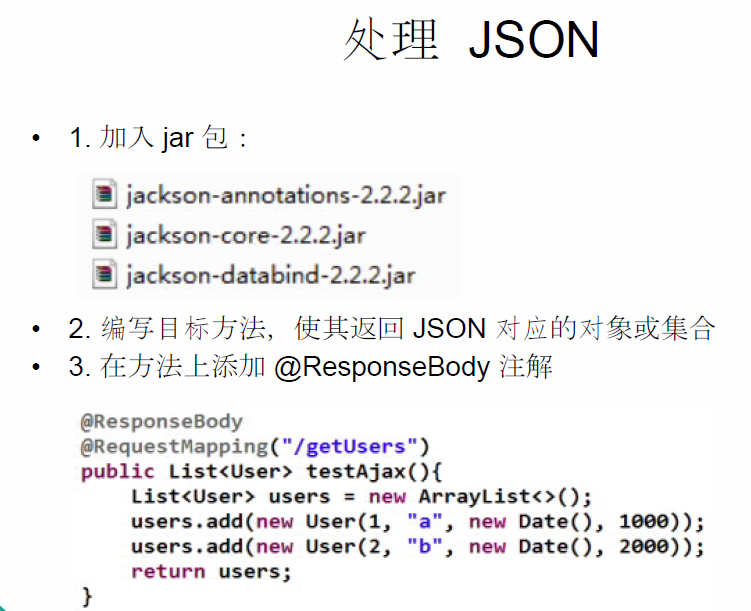 处理 JSON
• 1. 加入 jar 包：
jackson-annotations-2.2.2.jar
jackson-core-2.2.2.jar
jackson-databind-2.2.2.jar
• 2. 编写目标方法，使其返回 JSON 对应的对象或集合
• 3. 在方法上添加 @ResponseBody 注解
@ResponseBody
@RequestMapping("/getUsers")
public List<User> testAjax(){
    List<User> users = new ArrayList<>();
    users.add(new User(1, "a", new Date(), 1000));
    users.add(new User(2, "b", new Date(), 2000));
    return users;
}